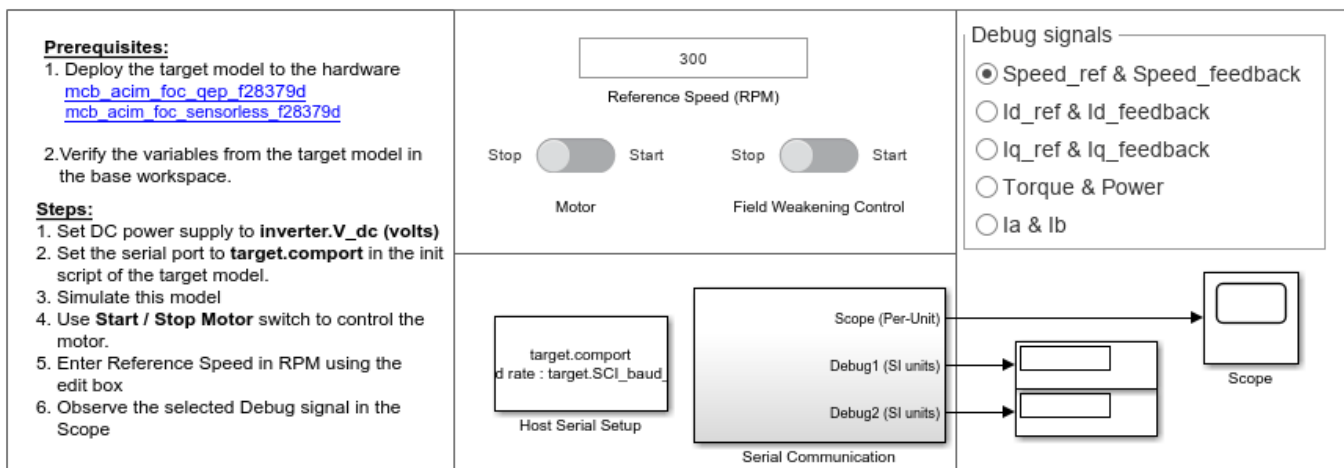 Prerequisites:
1. Deploy the target model to the hardware
mcb_acim_foc_qep_f28379d
mcb_acim_foc_sensorless_f28379d
2.Verify the variables from the target model in
the base workspace.
Steps:
1. Set DC power supply to inverter.V_dc (volts)
2. Set the serial port to target.comport in the init
script of the target model.
3. Simulate this model
4. Use Start / Stop Motor switch to control the
motor.
5. Enter Reference Speed in RPM using the
edit box
6. Observe the selected Debug signal in the
Scope
300
Reference Speed (RPM)
Stop Start
Motor
Stop Start
Field Weakening Control
Debug signals
Speed_ref & Speed_feedback
Id_ref & Id_feedback
Iq_ref & Iq_feedback
Torque & Power
Ia & Ib
target.comport
d rate : target.SCI_baud_
Host Serial Setup
Scope (Per-Unit)
Debug1 (SI units)
Debug2 (SI units)
Serial Communication
Scope